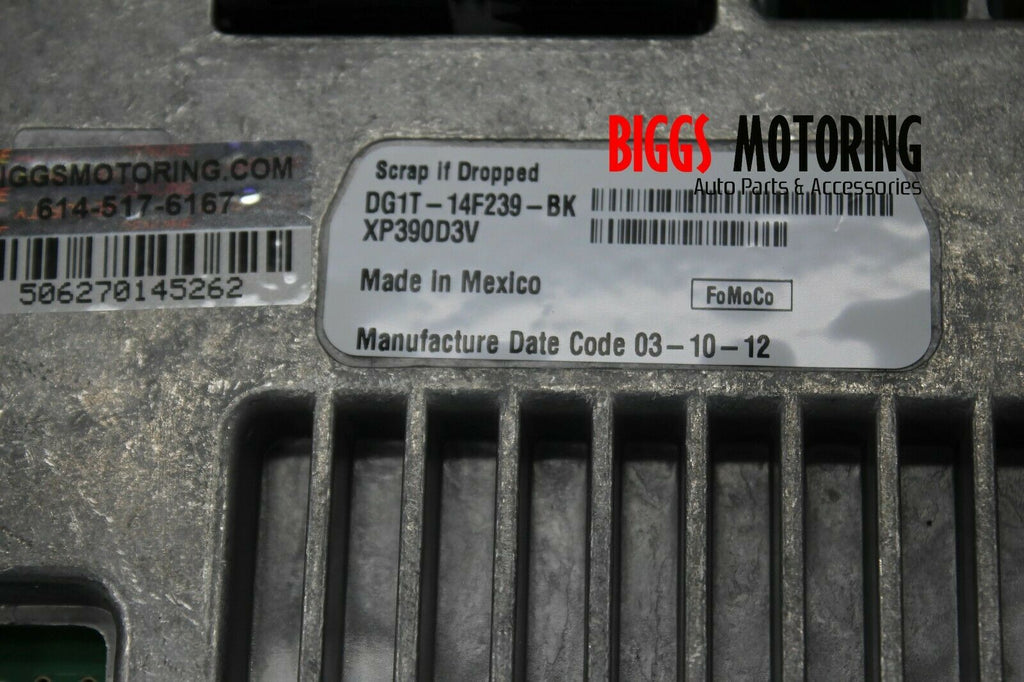 BIGGS MOTORING
Auto Parts & Accessories
IGGSMOTORING.COM
614-517-6167
506270145262
Scrap if Dropped
DG1T-14F239-BK
XP390D3V
Made in Mexico
FoMoCo
Manufacture Date Code 03-10-12